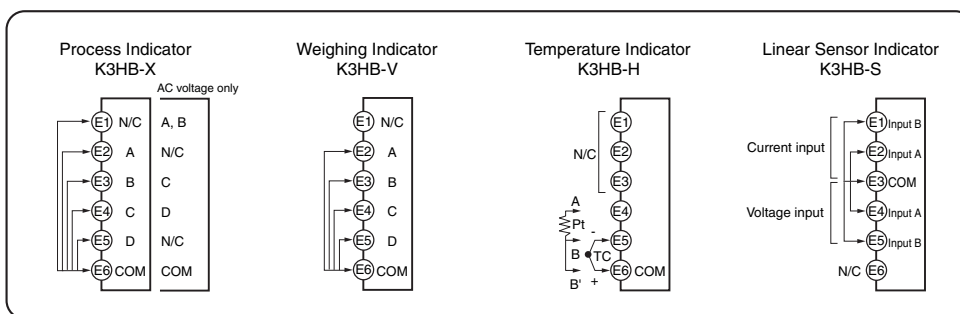 Process Indicator
K3HB-X
AC voltage only
E1 N/C A, B
E2 A N/C
E3 B C
E4 C D
E5 D N/C
E6 COM COM
Weighing Indicator
K3HB-V
E1 N/C
E2 A
E3 B
E4 C
E5 D
E6 COM
Temperature Indicator
K3HB-H
E1
N/C E2
E3
A E4
Pt
- E5
B TC
E6 COM
B' +
Linear Sensor Indicator
K3HB-S
E1 Input B
Current input
E2 Input A
E3 COM
Voltage input
E4 Input A
E5 Input B
N/C E6